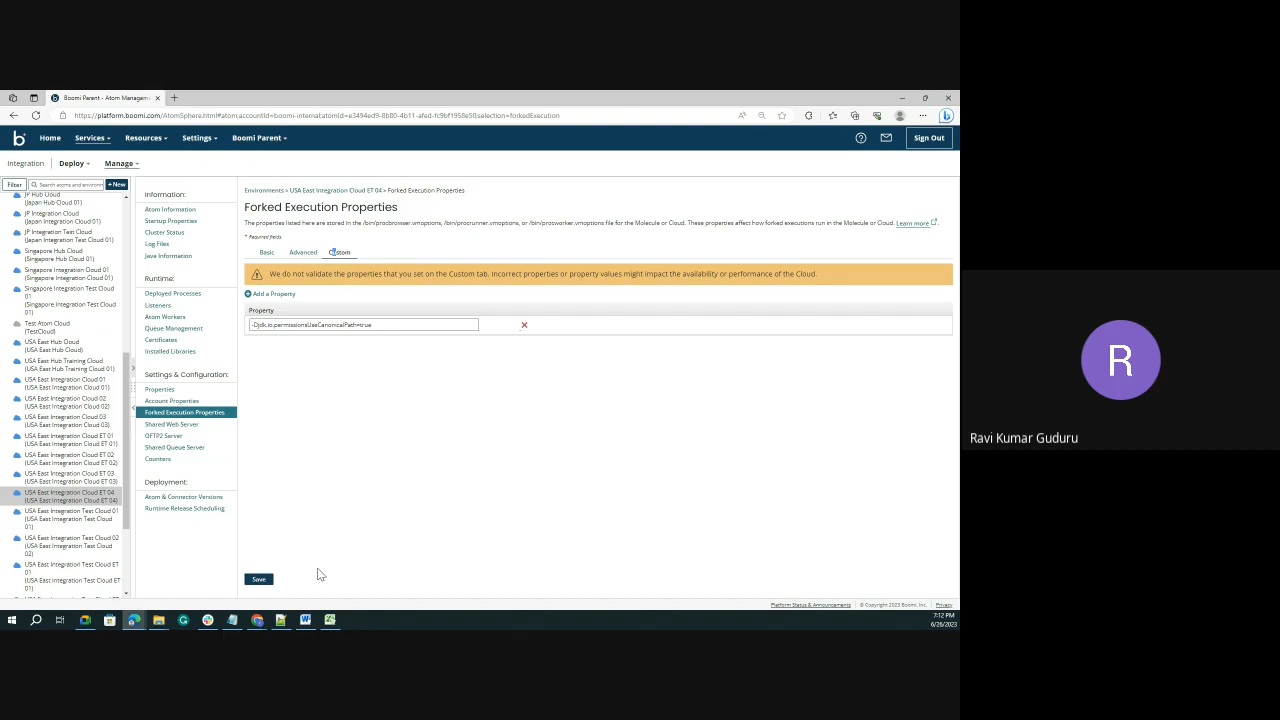 Boomi Parent - Atom Managem
https://platform.boomi.com/AtomSphere.html#atom;accountId=boomi-internal;atomId=e3494ed9-8b80-4b11-afed-fc9bf1958e50;selection=forkedExecution
Home
Services
Resources
Settings
Boomi Parent
Sign Out
Integration
Deploy
Manage
Filter
Search atoms and environm
+New
JP Hub Cloud
(Japan Hub Cloud 01)
JP Integration Cloud
(Japan Integration Cloud 01)
JP Integration Test Cloud
(Japan Integration Test Cloud 01)
Singapore Hub Cloud
(Singapore Hub Cloud 01)
Singapore Integration Cloud 01
(Singapore Integration Cloud 01)
Singapore Integration Test Cloud
01
(Singapore Integration Test Cloud
01)
Test Atom Cloud
(TestCloud)
USA East Hub Cloud
(USA East Hub Cloud)
USA East Hub Training Cloud
(USA East Hub Training Cloud 01)
USA East Integration Cloud 01
(USA East Integration Cloud 01)
USA East Integration Cloud 02
(USA East Integration Cloud 02)
USA East Integration Cloud 03
(USA East Integration Cloud 03)
USA East Integration Cloud ET 01
(USA East Integration Cloud ET 01)
USA East Integration Cloud ET 02
(USA East Integration Cloud ET 02)
USA East Integration Cloud ET 03
(USA East Integration Cloud ET 03)
USA East Integration Cloud ET 04
(USA East Integration Cloud ET 04)
USA East Integration Test Cloud 01
(USA East Integration Test Cloud
01)
USA East Integration Test Cloud 02
(USA East Integration Test Cloud
02)
USA East Integration Test Cloud ET
01
(USA East Integration Test Cloud ET
01)
Information:
Atom Information
Startup Properties
Cluster Status
Log Files
Java Information
Runtime:
Deployed Processes
Listeners
Atom Workers
Queue Management
Certificates
Installed Libraries
Settings & Configuration:
Properties
Account Properties
Forked Execution Properties
Shared Web Server
OFTP2 Server
Shared Queue Server
Counters
Deployment:
Atom & Connector Versions
Runtime Release Scheduling
Environments > USA East Integration Cloud ET 04 > Forked Execution Properties
Forked Execution Properties
The properties listed here are stored in the /bin/procbrowser.vmoptions, /bin/procrunner.vmoptions, or /bin/procworker.vmoptions file for the Molecule or Cloud. These properties affect how forked executions run in the Molecule or Cloud. Learn more
* Required fields
Basic
Advanced
Custom
We do not validate the properties that you set on the Custom tab. Incorrect properties or property values might impact the availability or performance of the Cloud.
Add a Property
Property
-Djdk.io.permissionsUseCanonicalPath=true
Save
Platform Status & Announcements
© Copyright 2023 Boomi, Inc.
Privacy
7:12 PM
6/26/2023
R
Ravi Kumar Guduru